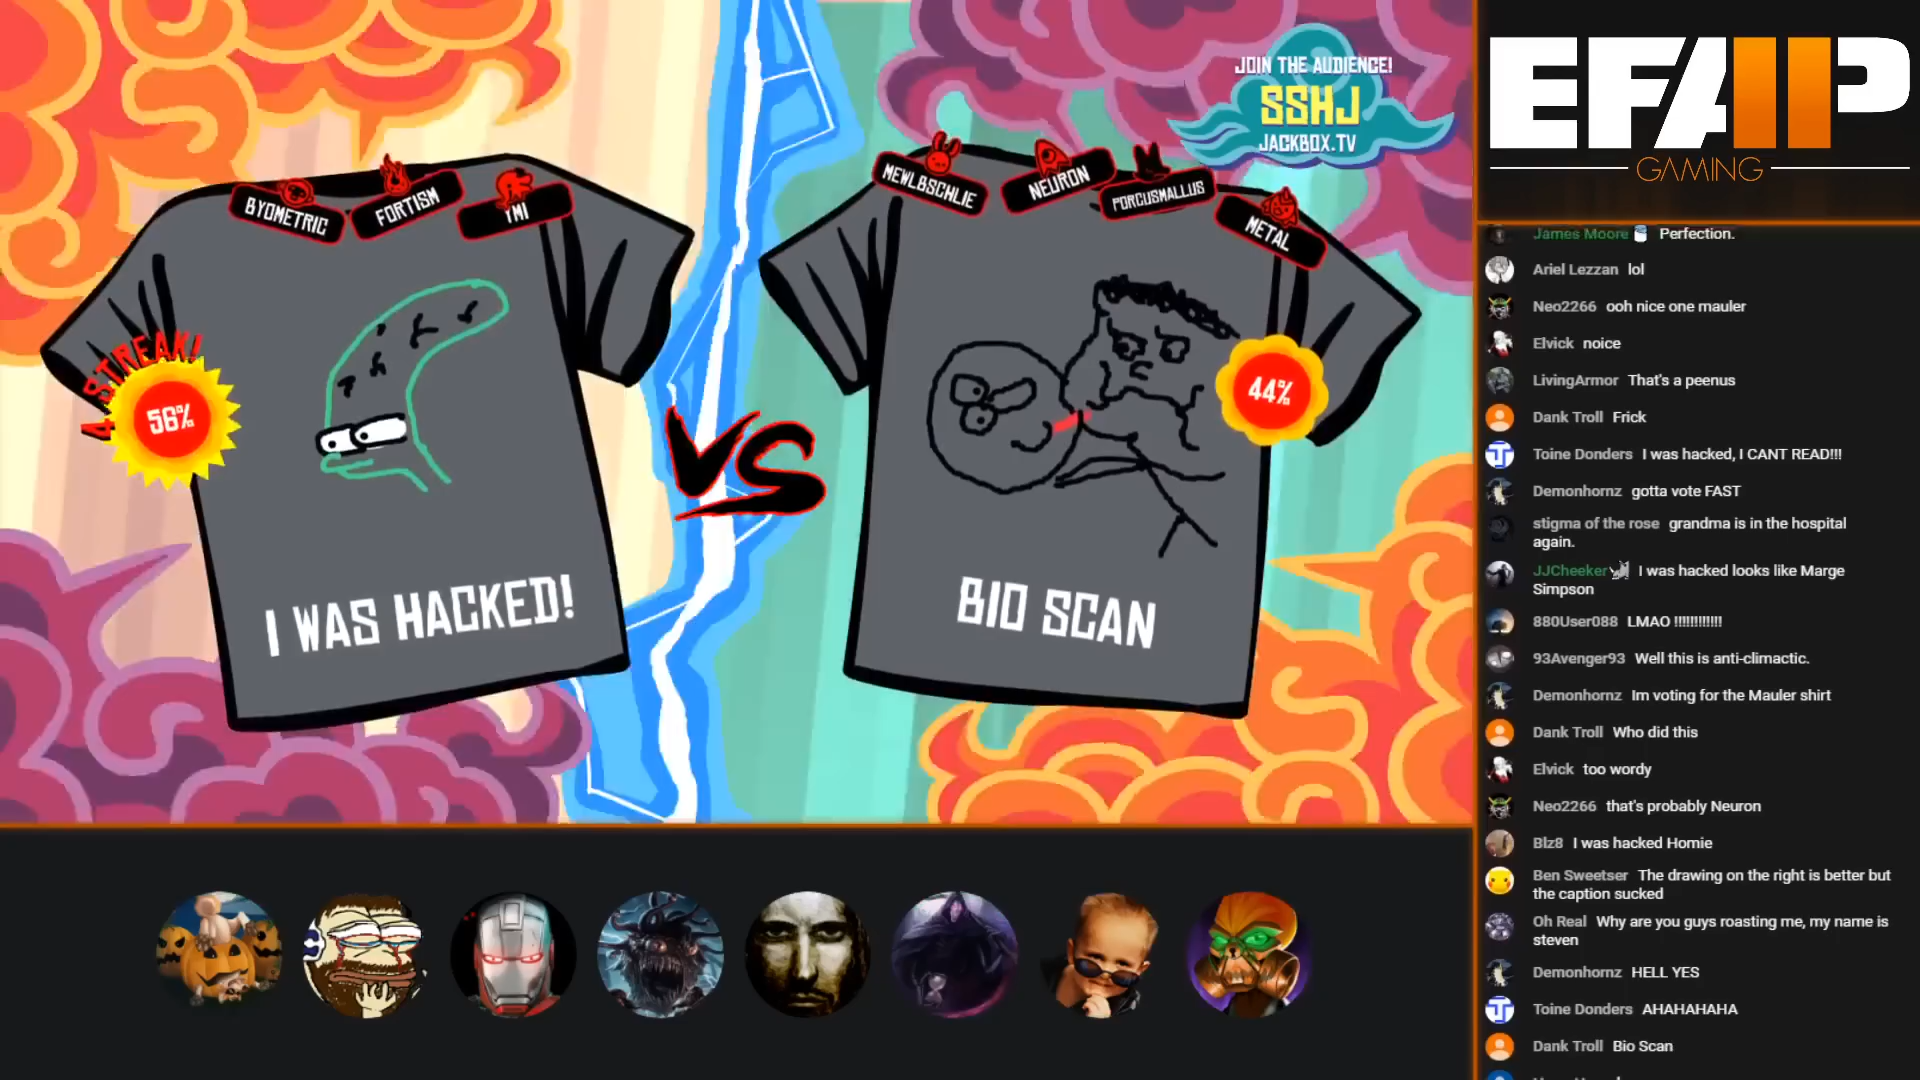 JOIN THE AUDIENCE!
SSHJ
JACKBOX.TV
BYOMETRIC
FORTISM
TMI
MEWLBSCHLIE
NEURON
PORCUSMALLUS
METAL
4 STREAK!
56%
44%
VS
I WAS HACKED!
BIO SCAN
EFAP
GAMING
James Moore Perfection.
Ariel Lezzan lol
Neo2266 ooh nice one mauler
Elvick noice
LivingArmor That's a peenus
Dank Troll Frick
Toine Donders I was hacked, I CANT READ!!!
Demonhornz gotta vote FAST
stigma of the rose grandma is in the hospital
again.
JJCheeker I was hacked looks like Marge
Simpson
880User088 LMAO !!!!!!!!!!!!
93Avenger93 Well this is anti-climactic.
Demonhornz Im voting for the Mauler shirt
Dank Troll Who did this
Elvick too wordy
Neo2266 that's probably Neuron
Blz8 I was hacked Homie
Ben Sweetser The drawing on the right is better but
the caption sucked
Oh Real Why are you guys roasting me, my name is
steven
Demonhornz HELL YES
Toine Donders AHAHAHAHA
Dank Troll Bio Scan